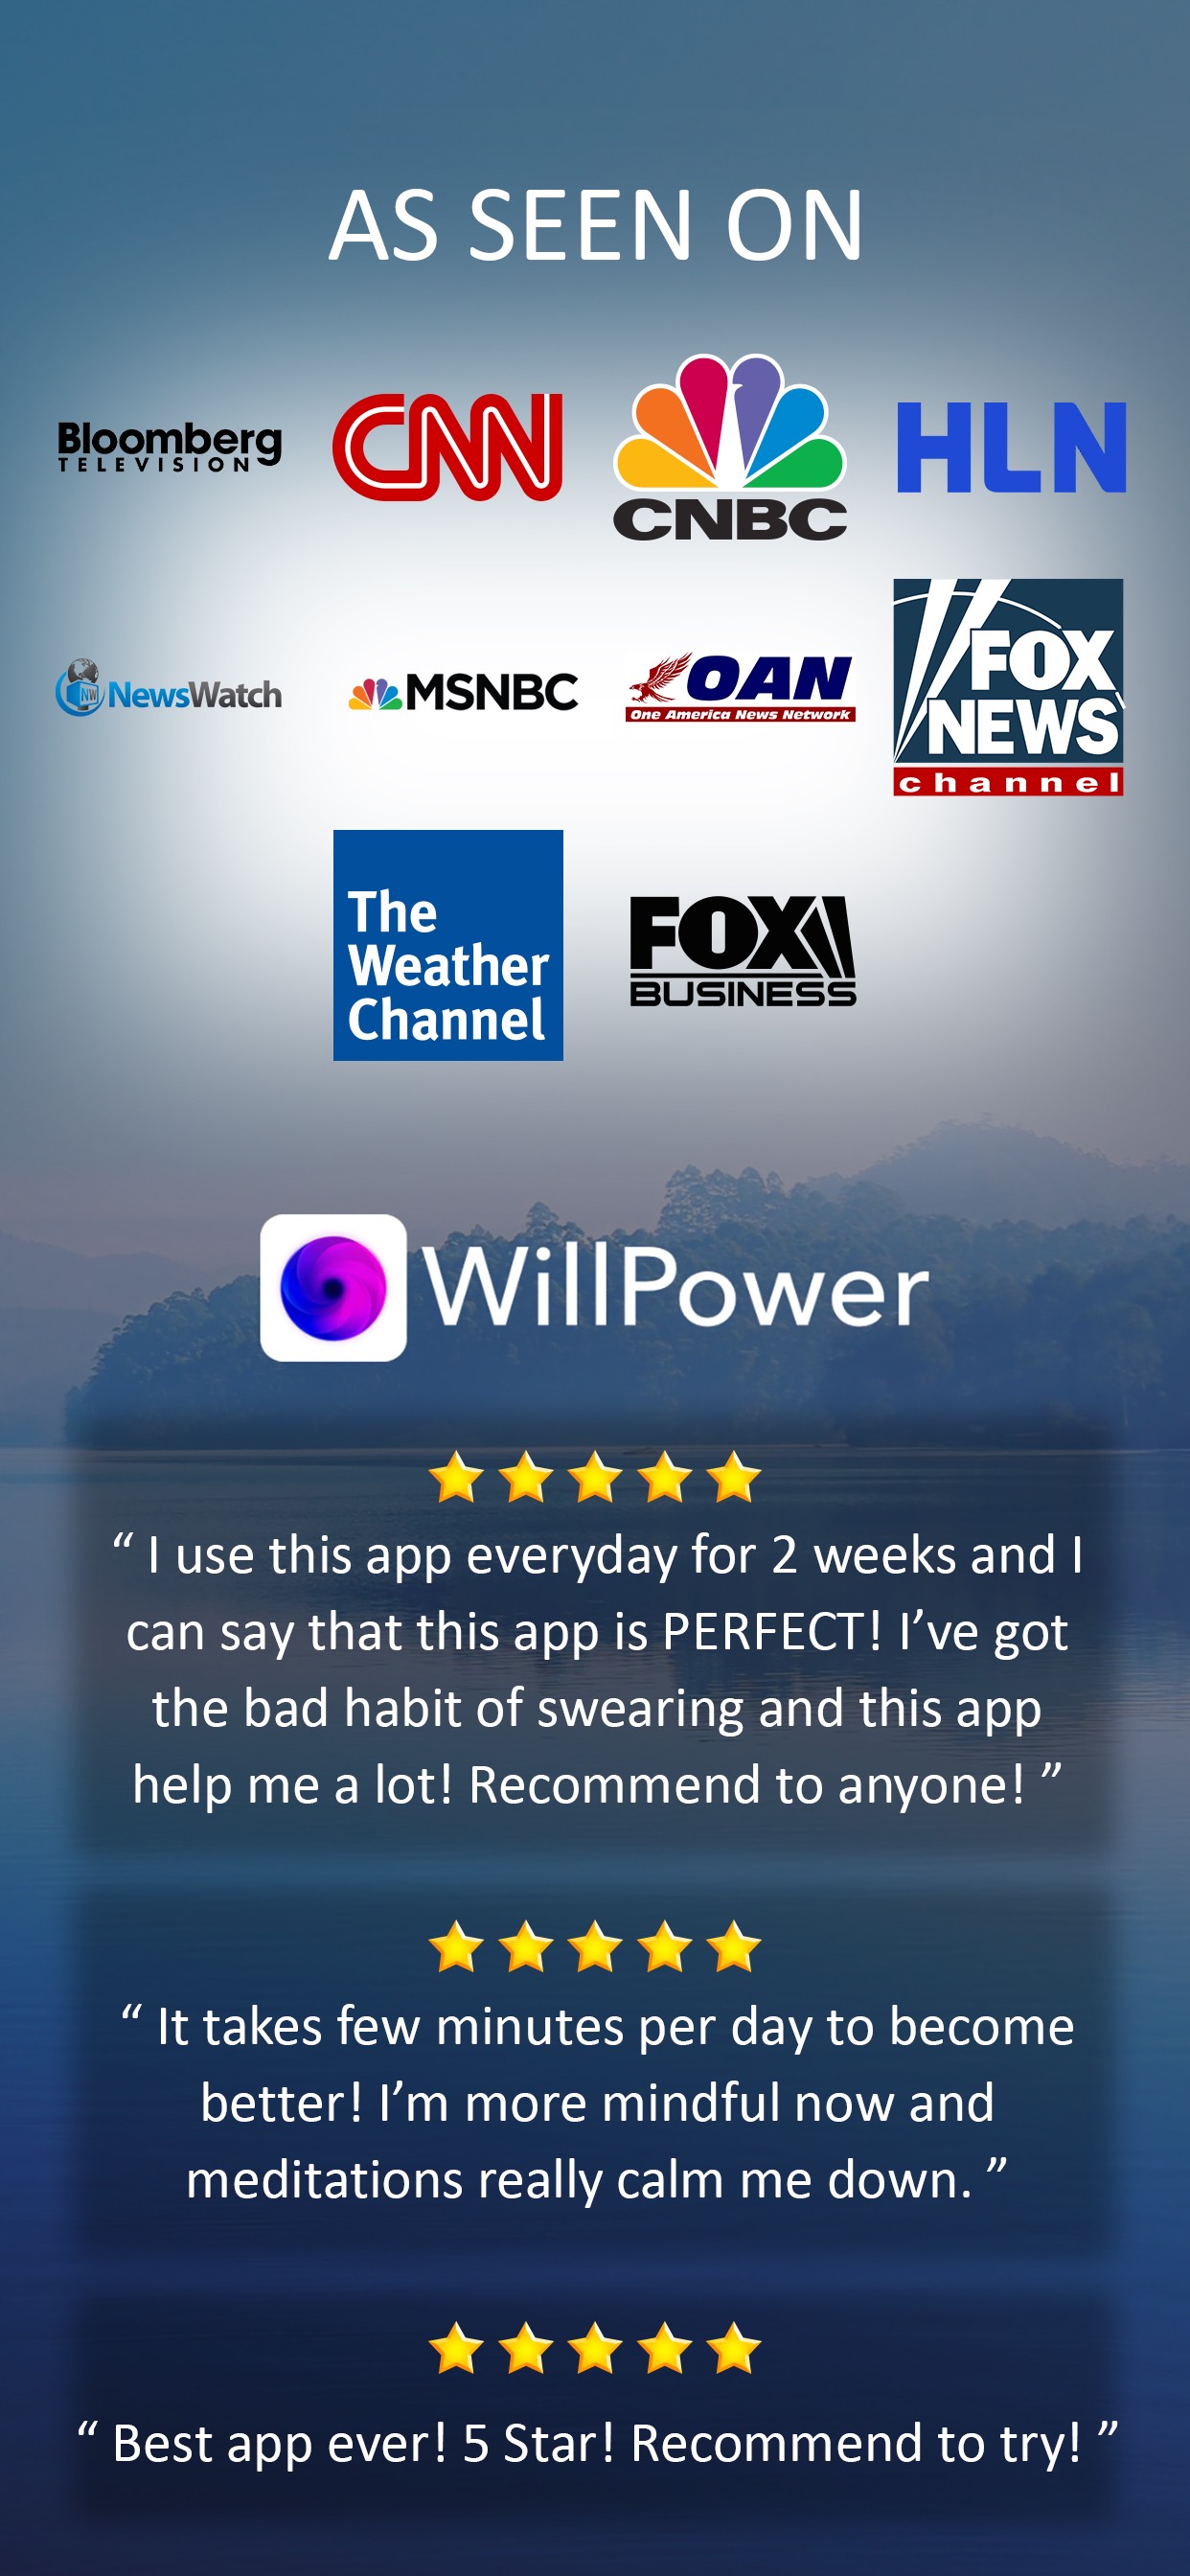 AS SEEN ON
Bloomberg
TELEVISION
CNN
CNBC
HLN
NW NewsWatch
MSNBC
OAN
One America News Network
FOX
NEWS
channel
The
Weather
Channel
FOX
BUSINESS
WillPower
“ I use this app everyday for 2 weeks and I
can say that this app is PERFECT! I’ve got
the bad habit of swearing and this app
help me a lot! Recommend to anyone! ”
“ It takes few minutes per day to become
better! I’m more mindful now and
meditations really calm me down. ”
“ Best app ever! 5 Star! Recommend to try! ”